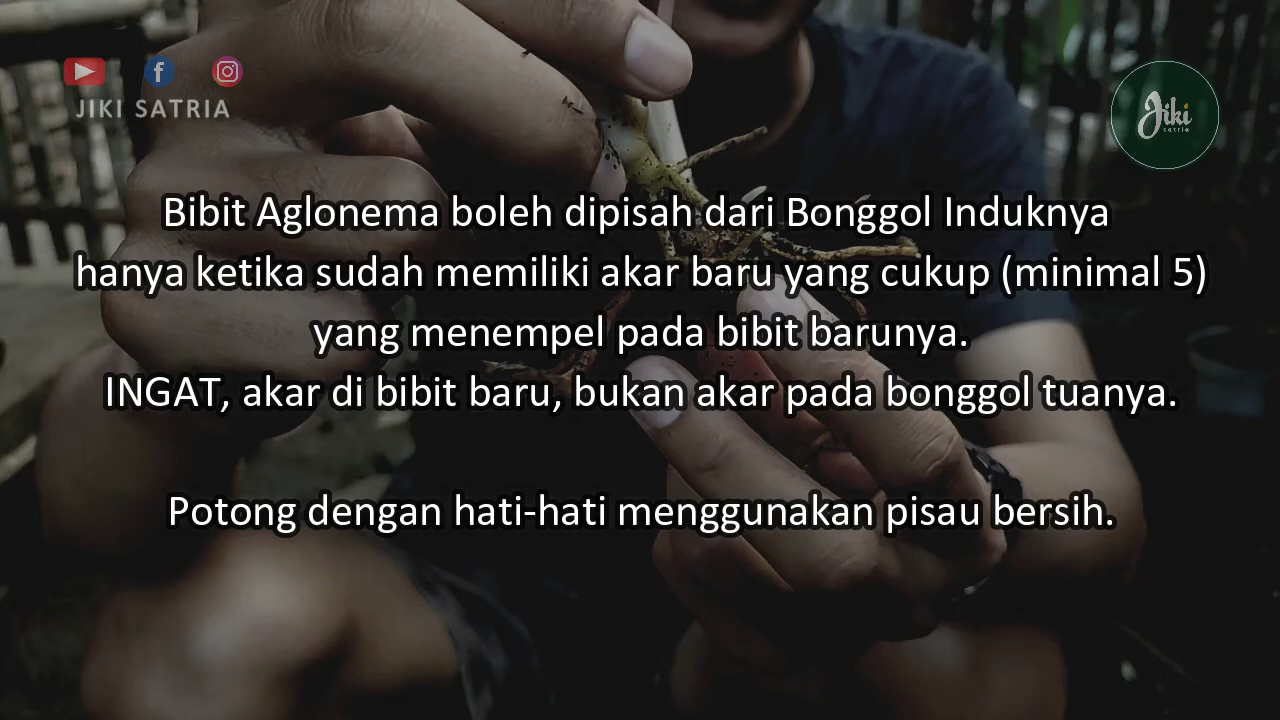 JIKI SATRIA
Jiki
satria
Bibit Aglonema boleh dipisah dari Bonggol Induknya
hanya ketika sudah memiliki akar baru yang cukup (minimal 5)
yang menempel pada bibit barunya.
INGAT, akar di bibit baru, bukan akar pada bonggol tuanya.
Potong dengan hati-hati menggunakan pisau bersih.